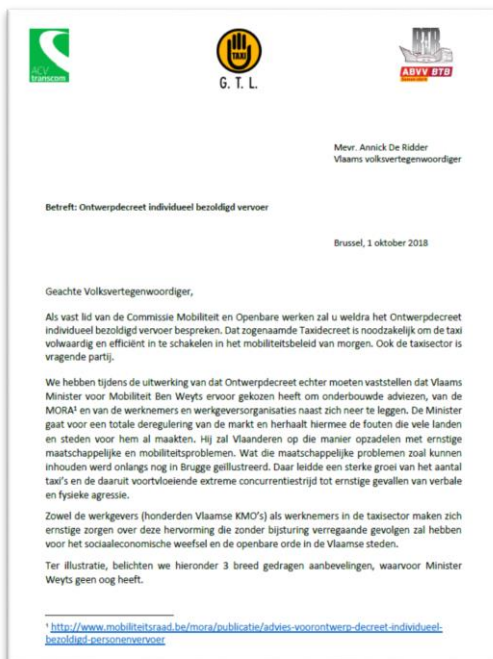 ACV
transcom
TAXI
G. T. L.
ABVV BTB
Mevr. Annick De Ridder
Vlaams volksvertegenwoordiger
Betreft: Ontwerpdecreet individueel bezoldigd vervoer
Brussel, 1 oktober 2018
Geachte Volksvertegenwoordiger,
Als vast lid van de Commissie Mobiliteit en Openbare werken zal u weldra het Ontwerpdecreet
individueel bezoldigd vervoer bespreken. Dat zogenaamde Taxidecreet is noodzakelijk om de taxi
volwaardig en efficiënt in te schakelen in het mobiliteitsbeleid van morgen. Ook de taxisector is
vragende partij.
We hebben tijdens de uitwerking van dat Ontwerpdecreet echter moeten vaststellen dat Vlaams
Minister voor Mobiliteit Ben Weyts ervoor gekozen heeft om onderbouwde adviezen, van de
MORA¹ en van de werknemers en werkgeversorganisaties naast zich neer te leggen. De Minister
gaat voor een totale deregulering van de markt en herhaalt hiermee de fouten die vele landen
en steden voor hem al maakten. Hij zal Vlaanderen op die manier opzadelen met ernstige
maatschappelijke en mobiliteitsproblemen. Wat die maatschappelijke problemen zoal kunnen
inhouden werd onlangs nog in Brugge geïllustreerd. Daar leidde een sterke groei van het aantal
taxi's en de daaruit voortvloeiende extreme concurrentiestrijd tot ernstige gevallen van verbale
en fysieke agressie.
Zowel de werkgevers (honderden Vlaamse KMO's) als werknemers in de taxisector maken zich
ernstige zorgen over deze hervorming die zonder bijsturing verregaande gevolgen zal hebben
voor het sociaaleconomische weefsel en de openbare orde in de Vlaamse steden.
Ter illustratie, belichten we hieronder 3 breed gedragen aanbevelingen, waarvoor Minister
Weyts geen oog heeft.
¹ http://www.mobiliteitsraad.be/mora/publicatie/advies-voorontwerp-decreet-individueel-
bezoldigd-personenvervoer